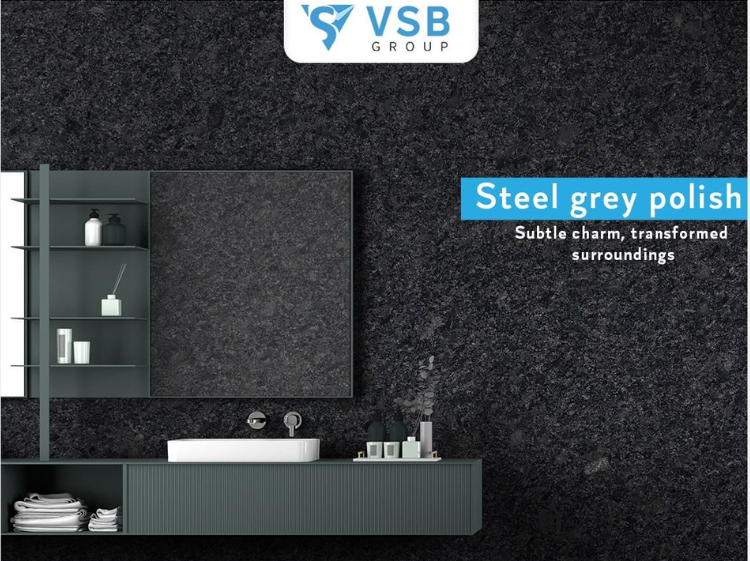 VSB
GROUP
Steel grey polish
Subtle charm, transformed
surroundings